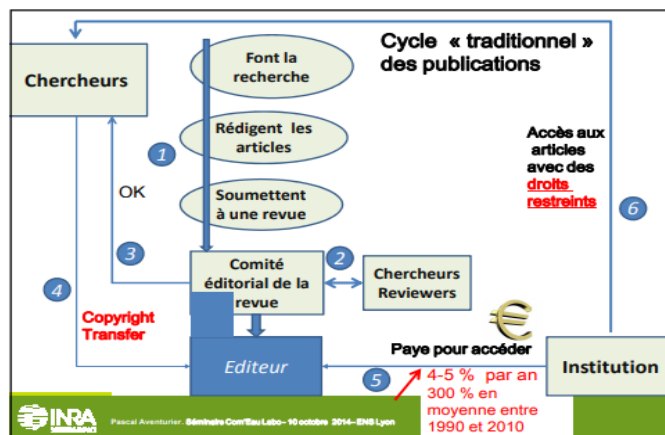 Cycle « traditionnel »
des publications
Chercheurs
Font la
recherche
Rédigent les
articles
Soumettent
à une revue
1
OK
3
4
Copyright
Transfer
Comité
éditorial de la
revue
2
Chercheurs
Reviewers
Editeur
€
Paye pour accéder
5
4-5 % par an
300 % en
moyenne entre
1990 et 2010
Institution
Accès aux
articles
avec des
droits
restreints
6
INRA
Pascal Aventurier. Séminaire Com'Eau Labo – 10 octobre 2014 – ENS Lyon